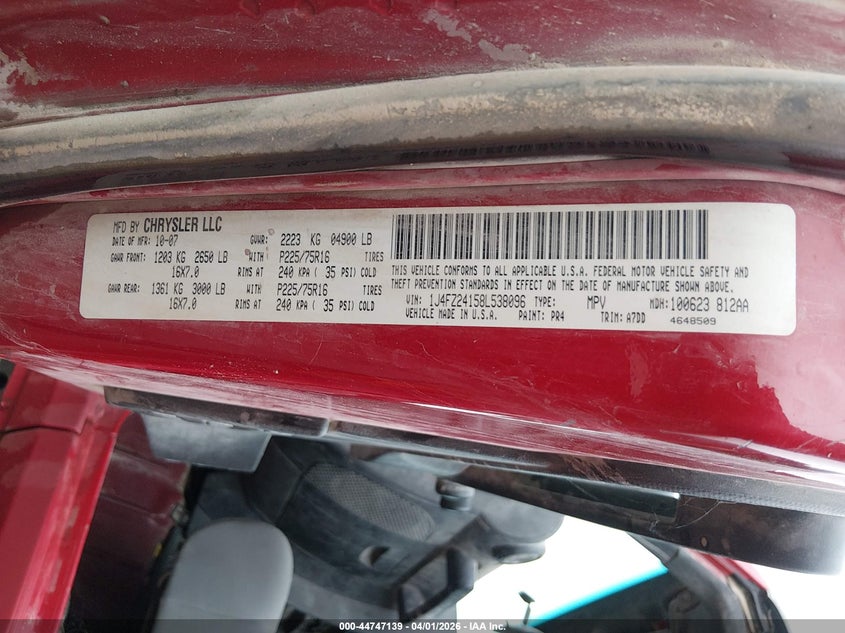 MFD BY CHRYSLER LLC
DATE OF MFR: 10-07 GVWR: 2223 KG 04900 LB
GAWR FRONT: 1203 KG 2650 LB WITH P225/75R16 TIRES
16X7.0 RIMS AT 240 KPA ( 35 PSI) COLD
GAWR REAR: 1361 KG 3000 LB WITH P225/75R16 TIRES
16X7.0 RIMS AT 240 KPA ( 35 PSI) COLD
THIS VEHICLE CONFORMS TO ALL APPLICABLE U.S.A. FEDERAL MOTOR VEHICLE SAFETY AND
THEFT PREVENTION STANDARDS IN EFFECT ON THE DATE OF MANUFACTURE SHOWN ABOVE.
VIN: 1J4FZ24158L538096 TYPE: MPV MDH: 100623 812AA
VEHICLE MADE IN U.S.A. PAINT: PR4 TRIM: A7DD 4648509
000-44747139 - 04/01/2026 - IAA Inc.